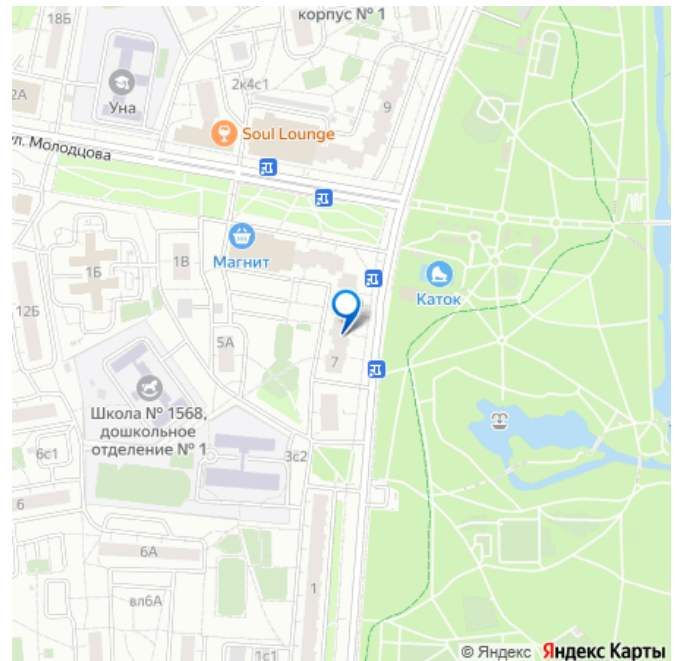 корпус № 1
18Б
2к4с1
9
2А
Уна
Soul Lounge
ул. Молодцова
Магнит
1В
1Б
Каток
12Б
5А
7
Школа № 1568,
дошкольное
отделение № 1
6с1
3с2
6
6А
1
вл6А
1с1
© Яндекс Яндекс Карты